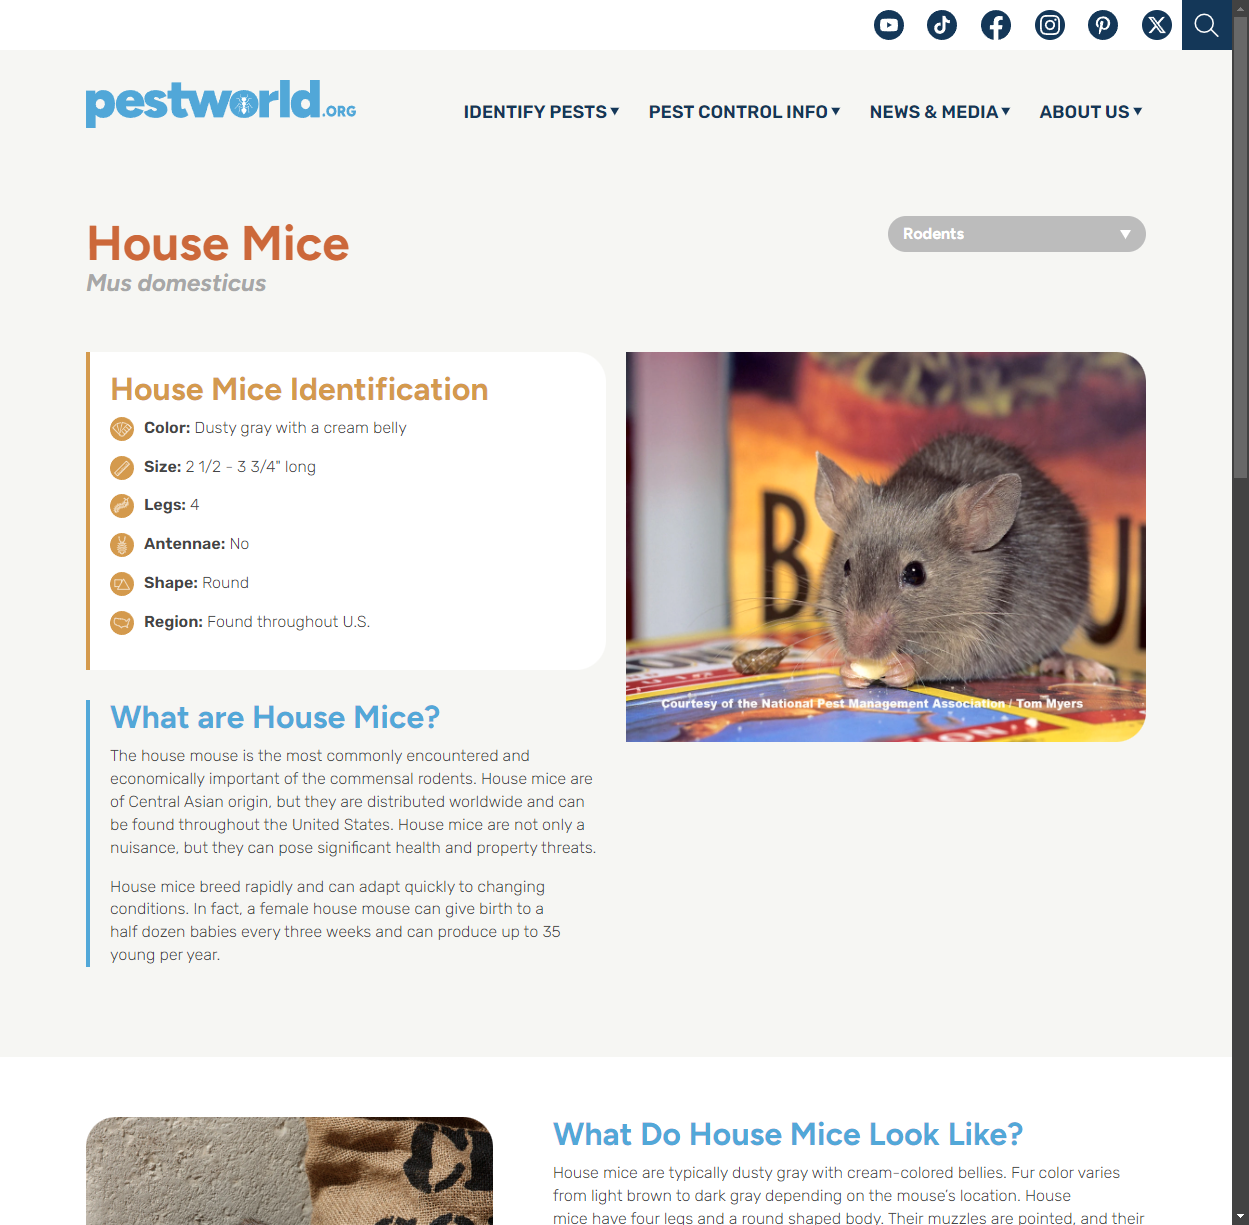 pestworld.ORG
IDENTIFY PESTS
PEST CONTROL INFO
NEWS & MEDIA
ABOUT US
House Mice
Mus domesticus
Rodents
House Mice Identification
Color: Dusty gray with a cream belly
Size: 2 1/2 - 3 3/4" long
Legs: 4
Antennae: No
Shape: Round
Region: Found throughout U.S.
Courtesy of the National Pest Management Association / Tom Myers
What are House Mice?
The house mouse is the most commonly encountered and
economically important of the commensal rodents. House mice are
of Central Asian origin, but they are distributed worldwide and can
be found throughout the United States. House mice are not only a
nuisance, but they can pose significant health and property threats.
House mice breed rapidly and can adapt quickly to changing
conditions. In fact, a female house mouse can give birth to a
half dozen babies every three weeks and can produce up to 35
young per year.
What Do House Mice Look Like?
House mice are typically dusty gray with cream-colored bellies. Fur color varies
from light brown to dark gray depending on the mouse's location. House
mice have four legs and a round shaped body. Their muzzles are pointed, and their